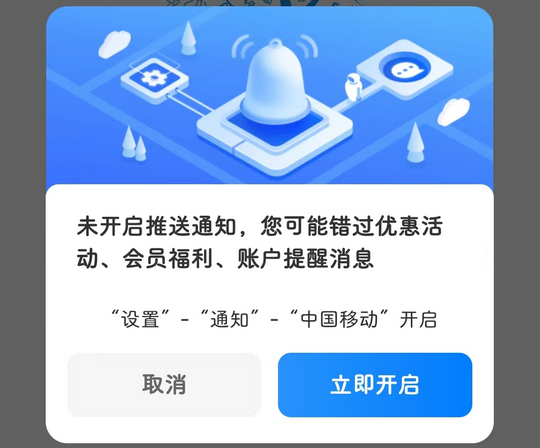 未开启推送通知，您可能错过优惠活
动、会员福利、账户提醒消息
“设置”-“通知”-“中国移动”开启
取消
立即开启